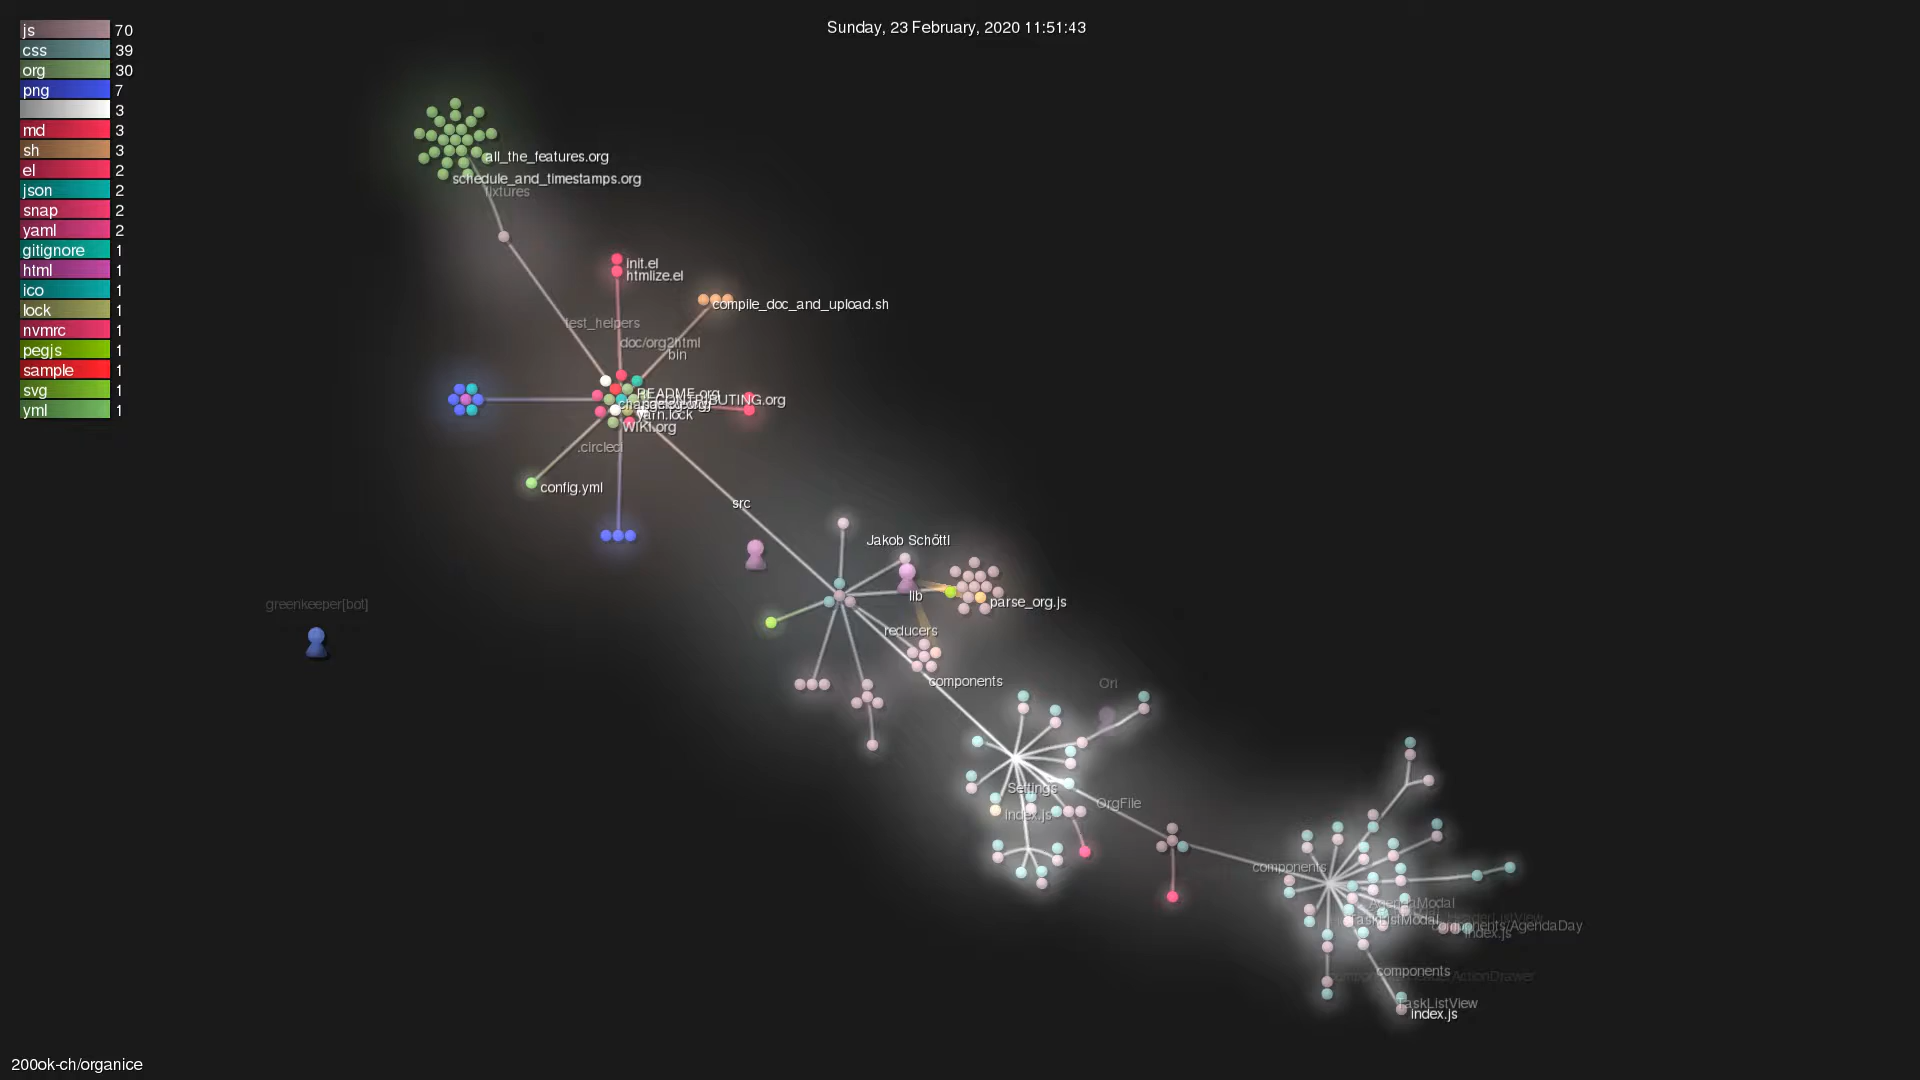 Sunday, 23 February, 2020 11:51:43
js 70
css 39
org 30
png 7
3
md 3
sh 3
el 2
json 2
snap 2
yaml 2
gitignore 1
html 1
ico 1
lock 1
nvmrc 1
pegjs 1
sample 1
svg 1
yml 1
all_the_features.org
schedule_and_timestamps.org
fixtures
init.el
htmlize.el
compile_doc_and_upload.sh
test_helpers
doc/org2html
bin
README.org
CONTRIBUTING.org
changelog.org
yarn.lock
WIKI.org
.circleci
config.yml
src
Jakob Schöttl
lib
parse_org.js
greenkeeper[bot]
reducers
components
Ori
Settings
index.js
OrgFile
components
AgendaModal
TaskListModal
components/AgendaDay
index.js
components
TaskListView
index.js
200ok-ch/organice